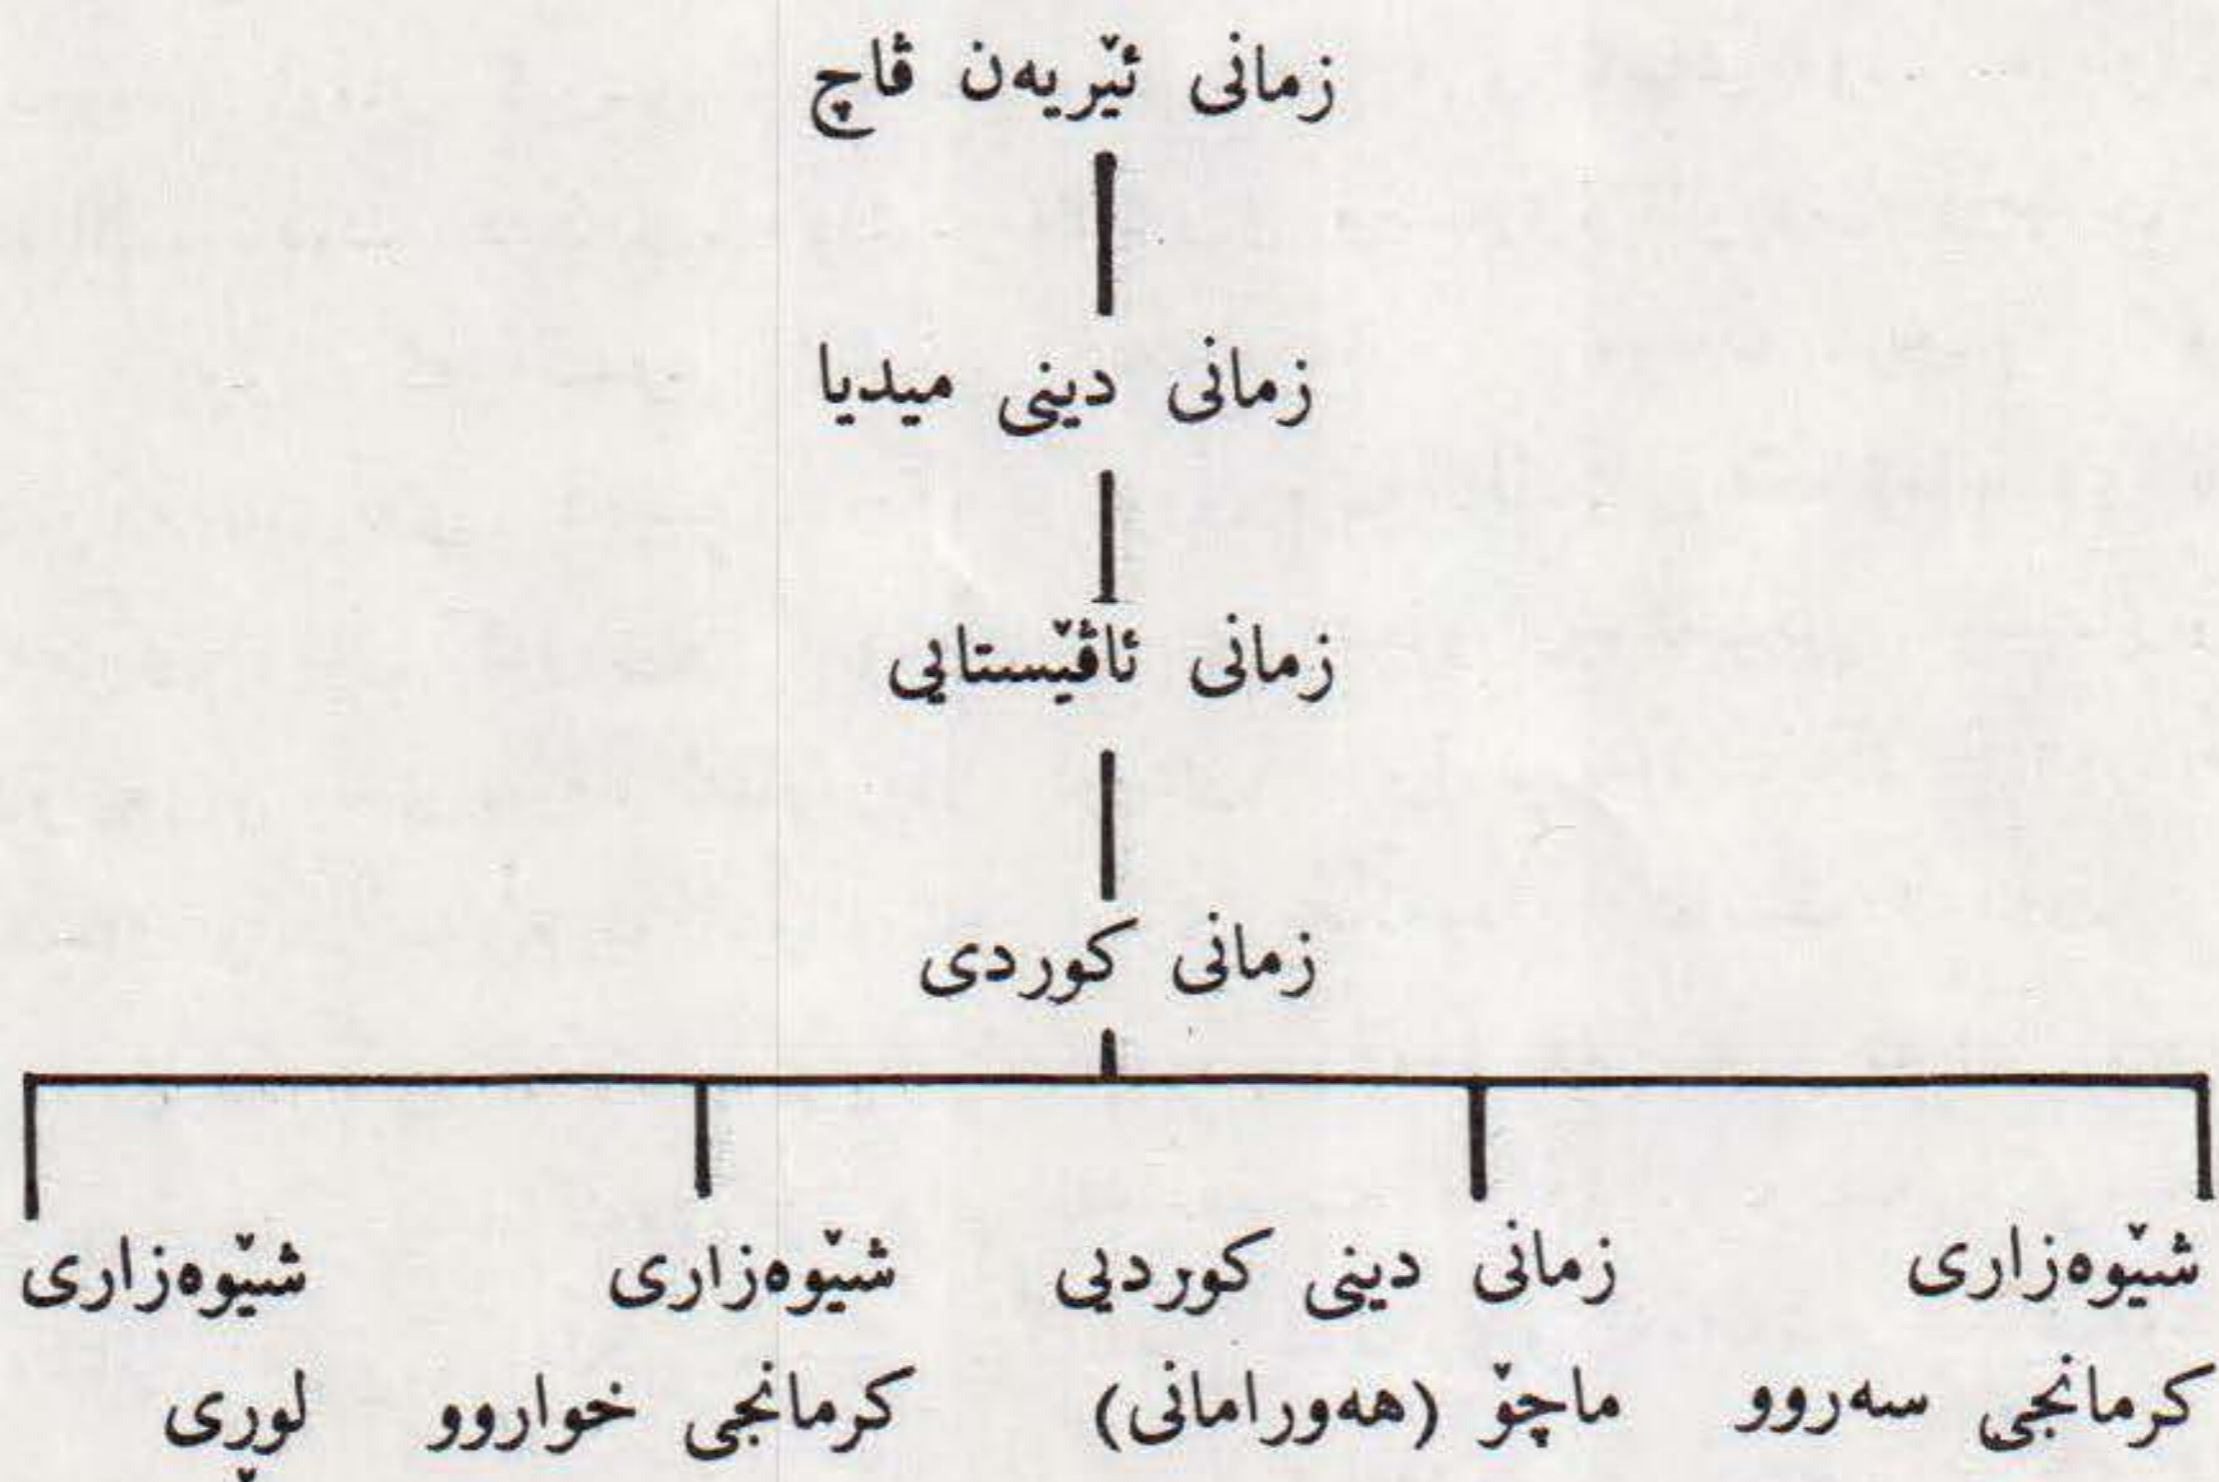 زمانی ئێریەن ڤاچ
زمانی دینی میدیا
زمانی ئاڤێستایی
زمانی کوردی
شێوەزاری
کرمانجی سەروو
زمانی دینی کوردیی
ماچۆ (هەورامانی)
شێوەزاری
کرمانجی خواروو
شێوەزاری
لوڕی